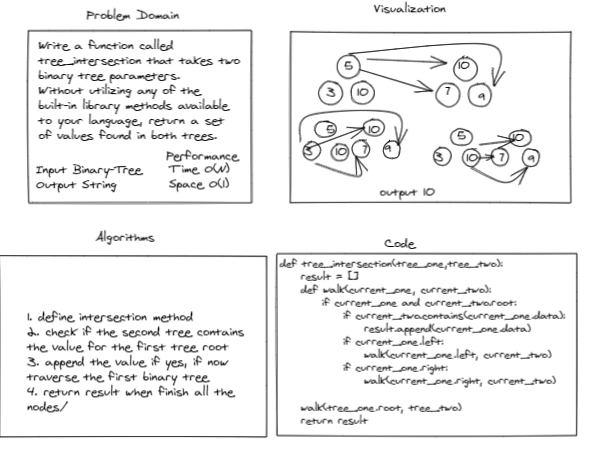 Problem Domain
Write a function called
tree_intersection that takes two
binary tree parameters.
Without utilizing any of the
built-in library methods available
to your language, return a set
of values found in both trees.
Performance
Input Binary-Tree
Time O(N)
Output String
Space O(1)
Visualization
5
10
3
10
7
9
5
10
3
10
7
9
5
10
3
10
7
9
output 10
Algorithms
1. define intersection method
2. check if the second tree contains
the value for the first tree root
3. append the value if yes, if now
traverse the first binary tree
4. return result when finish all the
nodes/
Code
def tree_intersection(tree_one,tree_two):
result = []
def walk(current_one, current_two):
if current_one and current_two.root:
if current_two.contains(current_one.data):
result.append(current_one.data)
if current_one.left:
walk(current_one.left, current_two)
if current_one.right:
walk(current_one.right, current_two)
walk(tree_one.root, tree_two)
return result